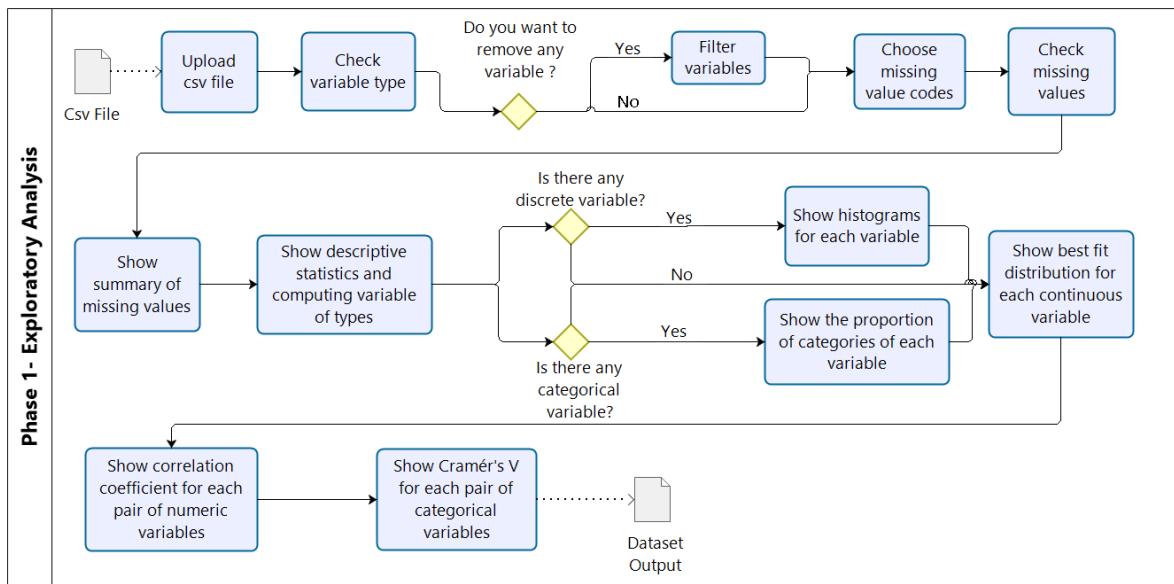 Phase 1- Exploratory Analysis
Csv File
Upload
csv file
Check
variable type
Do you want to
remove any
variable ?
Yes
No
Filter
variables
Choose
missing
value codes
Check
missing
values
Show
summary of
missing values
Show descriptive
statistics and
computing variable
of types
Is there any
discrete variable?
Yes
No
Yes
Is there any
categorical
variable?
Show histograms
for each variable
Show the proportion
of categories of each
variable
Show best fit
distribution for
each continuous
variable
Show correlation
coefficient for each
pair of numeric
variables
Show Cramér's V
for each pair of
categorical
variables
Dataset
Output